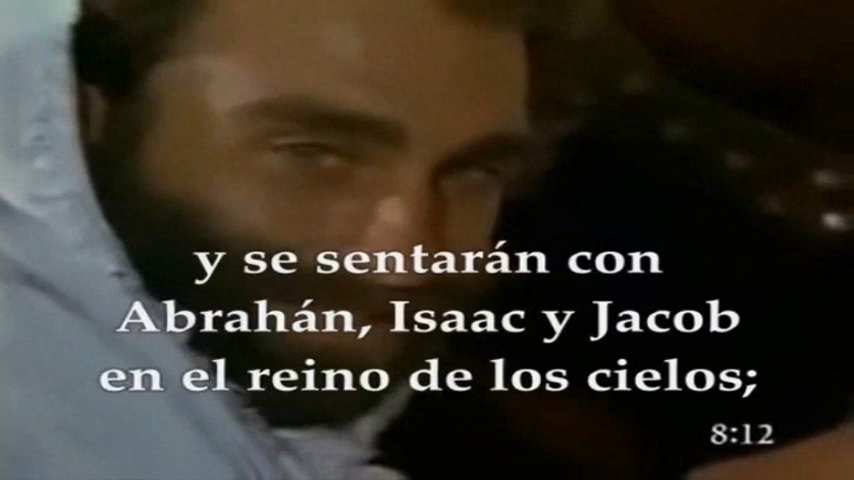 y se sentarán con
Abrahán, Isaac y Jacob
en el reino de los cielos;
8:12